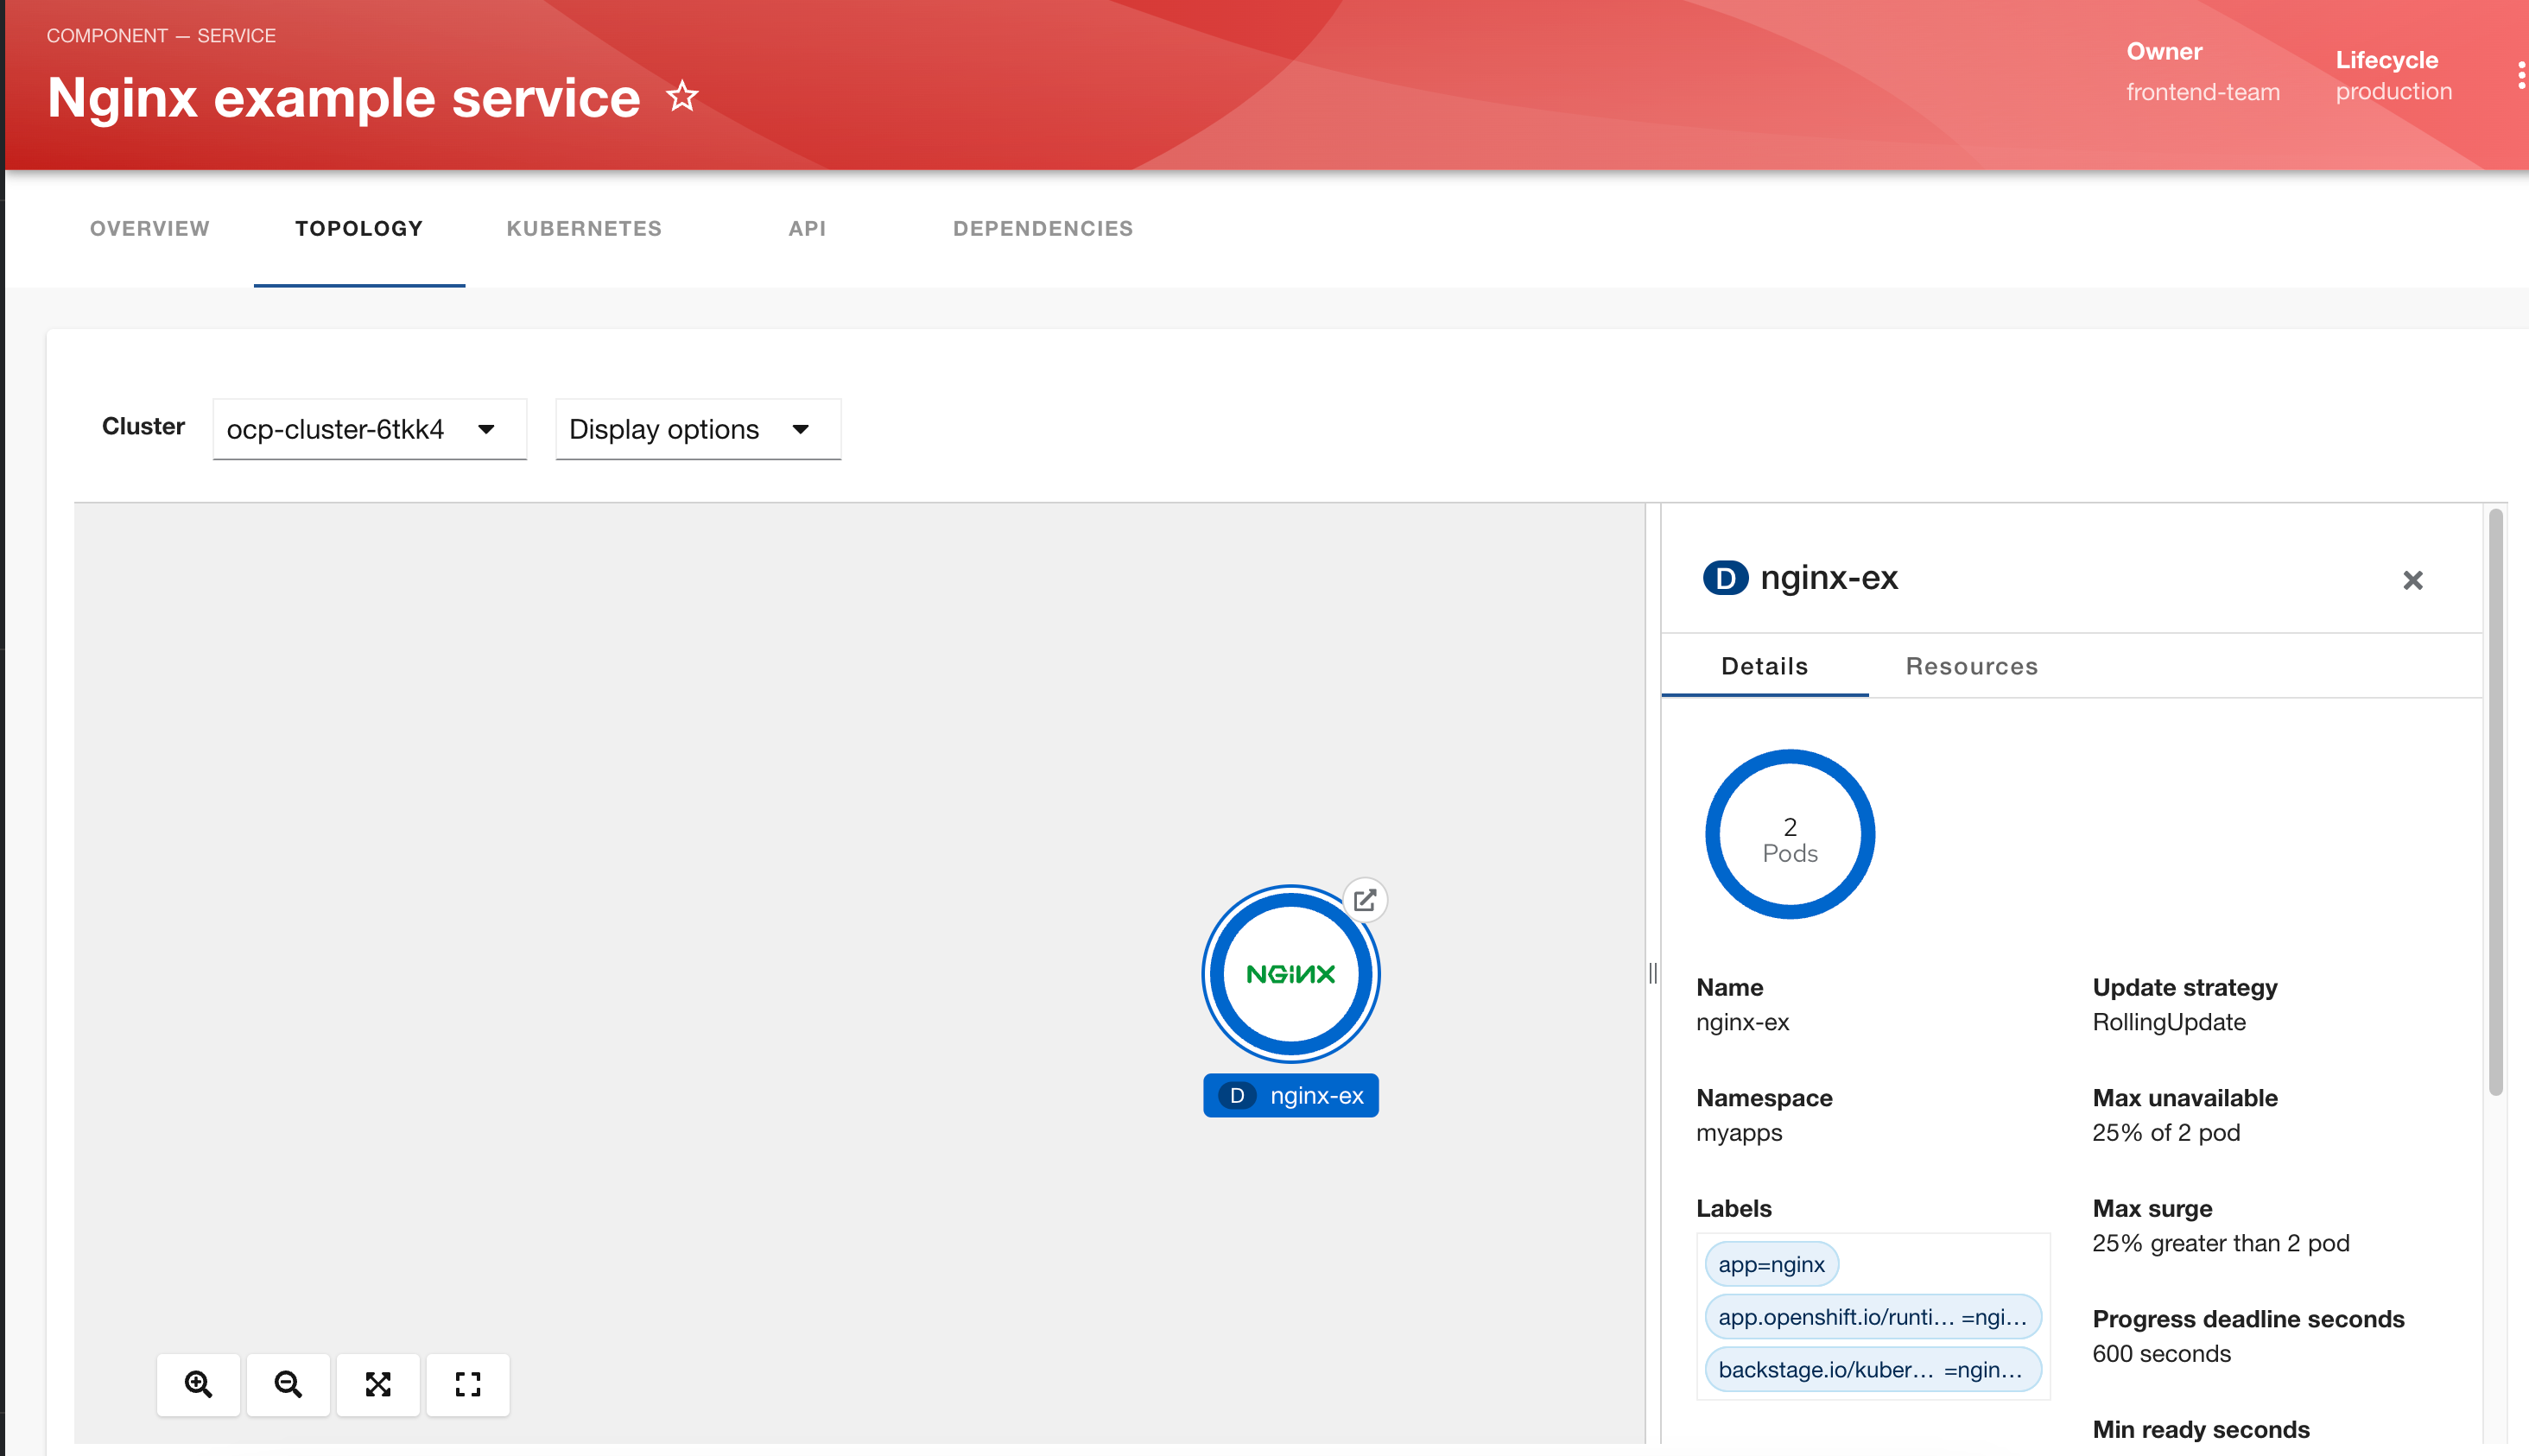 COMPONENT — SERVICE
Nginx example service
Owner
frontend-team
Lifecycle
production
OVERVIEW
TOPOLOGY
KUBERNETES
API
DEPENDENCIES
Cluster
ocp-cluster-6tkk4
Display options
NGINX
D nginx-ex
D nginx-ex
Details
Resources
2
Pods
Name
nginx-ex
Namespace
myapps
Labels
app=nginx
app.openshift.io/runti... =ngi...
backstage.io/kuber... =ngin...
Update strategy
RollingUpdate
Max unavailable
25% of 2 pod
Max surge
25% greater than 2 pod
Progress deadline seconds
600 seconds
Min ready seconds